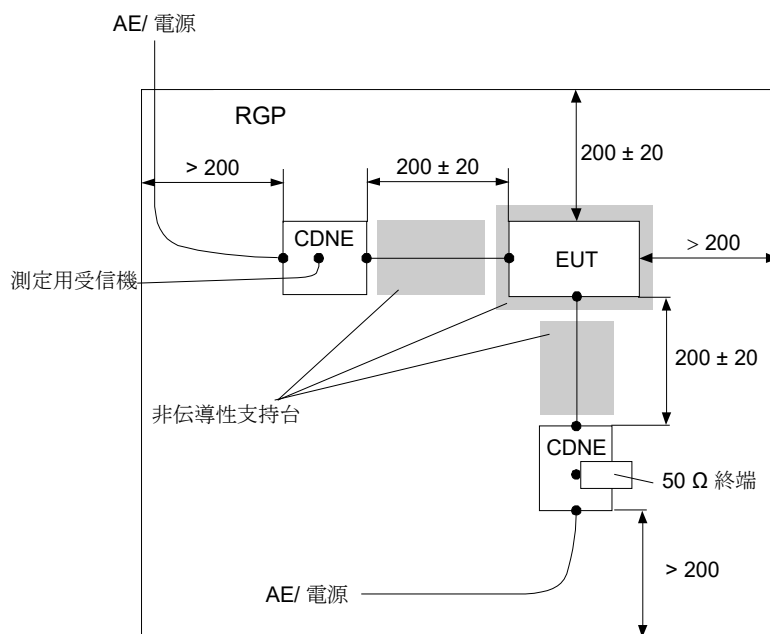 AE/ 電源
RGP
> 200
200 ± 20
200 ± 20
CDNE
EUT
> 200
測定用受信機
200 ± 20
非伝導性支持台
CDNE
50 Ω 終端
> 200
AE/ 電源